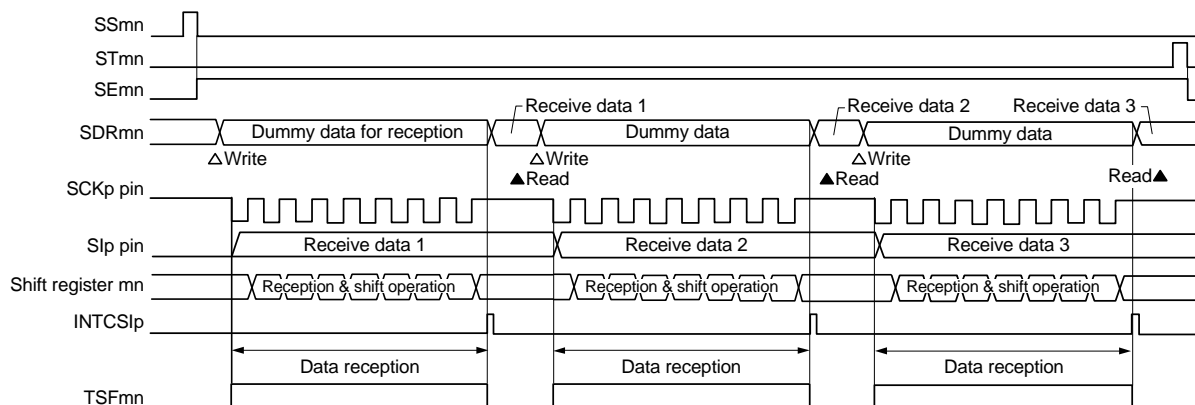 SSmn
STmn
SEmn
Receive data 1 Receive data 2 Receive data 3
SDRmn Dummy data for reception Dummy data Dummy data
△Write △Write △Write
▲Read ▲Read Read▲
SCKp pin
SIp pin Receive data 1 Receive data 2 Receive data 3
Shift register mn Reception & shift operation Reception & shift operation Reception & shift operation
INTCSIp
Data reception Data reception Data reception
TSFmn